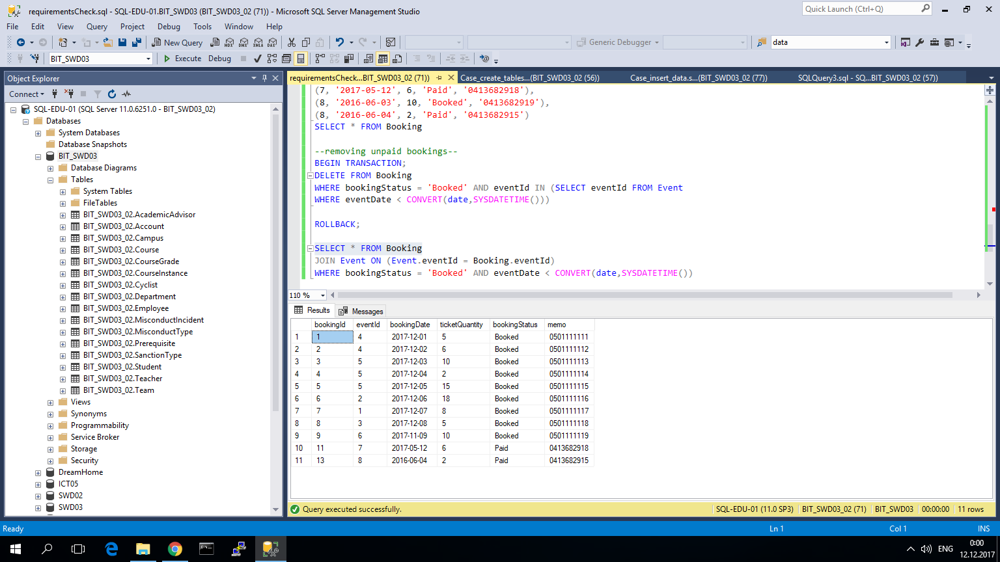 requirementsCheck.sql - SQL-EDU-01.BIT_SWD03 (BIT_SWD03_02 (71)) - Microsoft SQL Server Management Studio
Quick Launch (Ctrl+Q)
File Edit View Query Project Debug Tools Window Help
New Query MDX DMX XMLA DAX Generic Debugger data
BIT_SWD03 Execute Debug
Object Explorer
Connect
SQL-EDU-01 (SQL Server 11.0.6251.0 - BIT_SWD03_02)
Databases
System Databases
Database Snapshots
BIT_SWD03
Database Diagrams
Tables
System Tables
FileTables
BIT_SWD03_02.AcademicAdvisor
BIT_SWD03_02.Account
BIT_SWD03_02.Campus
BIT_SWD03_02.Course
BIT_SWD03_02.CourseGrade
BIT_SWD03_02.CourseInstance
BIT_SWD03_02.Cyclist
BIT_SWD03_02.Department
BIT_SWD03_02.Employee
BIT_SWD03_02.MisconductIncident
BIT_SWD03_02.MisconductType
BIT_SWD03_02.Prerequisite
BIT_SWD03_02.SanctionType
BIT_SWD03_02.Student
BIT_SWD03_02.Teacher
BIT_SWD03_02.Team
Views
Synonyms
Programmability
Service Broker
Storage
Security
DreamHome
ICT05
SWD02
SWD03
requirementsCheck...BIT_SWD03_02 (71)) Case_create_tables...(BIT_SWD03_02 (56)) Case_insert_data.s...(BIT_SWD03_02 (77)) SQLQuery3.sql - SQ...BIT_SWD03_02 (57))
(7, '2017-05-12', 6, 'Paid', '0413682918'),
(8, '2016-06-03', 10, 'Booked', '0413682919'),
(8, '2016-06-04', 2, 'Paid', '0413682915')
SELECT * FROM Booking
--removing unpaid bookings--
BEGIN TRANSACTION;
DELETE FROM Booking
WHERE bookingStatus = 'Booked' AND eventId IN (SELECT eventId FROM Event
WHERE eventDate < CONVERT(date,SYSDATETIME()))
ROLLBACK;
SELECT * FROM Booking
JOIN Event ON (Event.eventId = Booking.eventId)
WHERE bookingStatus = 'Booked' AND eventDate < CONVERT(date,SYSDATETIME())
110 %
Results Messages
bookingId eventId bookingDate ticketQuantity bookingStatus memo
1 1 4 2017-12-01 5 Booked 0501111111
2 2 4 2017-12-02 6 Booked 0501111112
3 3 5 2017-12-03 10 Booked 0501111113
4 4 5 2017-12-04 2 Booked 0501111114
5 5 5 2017-12-05 15 Booked 0501111115
6 6 2 2017-12-06 18 Booked 0501111116
7 7 1 2017-12-07 8 Booked 0501111117
8 8 3 2017-12-08 5 Booked 0501111118
9 9 6 2017-11-09 10 Booked 0501111119
10 11 7 2017-05-12 6 Paid 0413682918
11 13 8 2016-06-04 2 Paid 0413682915
Query executed successfully. SQL-EDU-01 (11.0 SP3) BIT_SWD03_02 (71) BIT_SWD03 00:00:00 11 rows
Ready Ln 1 Col 1 INS
ENG 0:00
12.12.2017